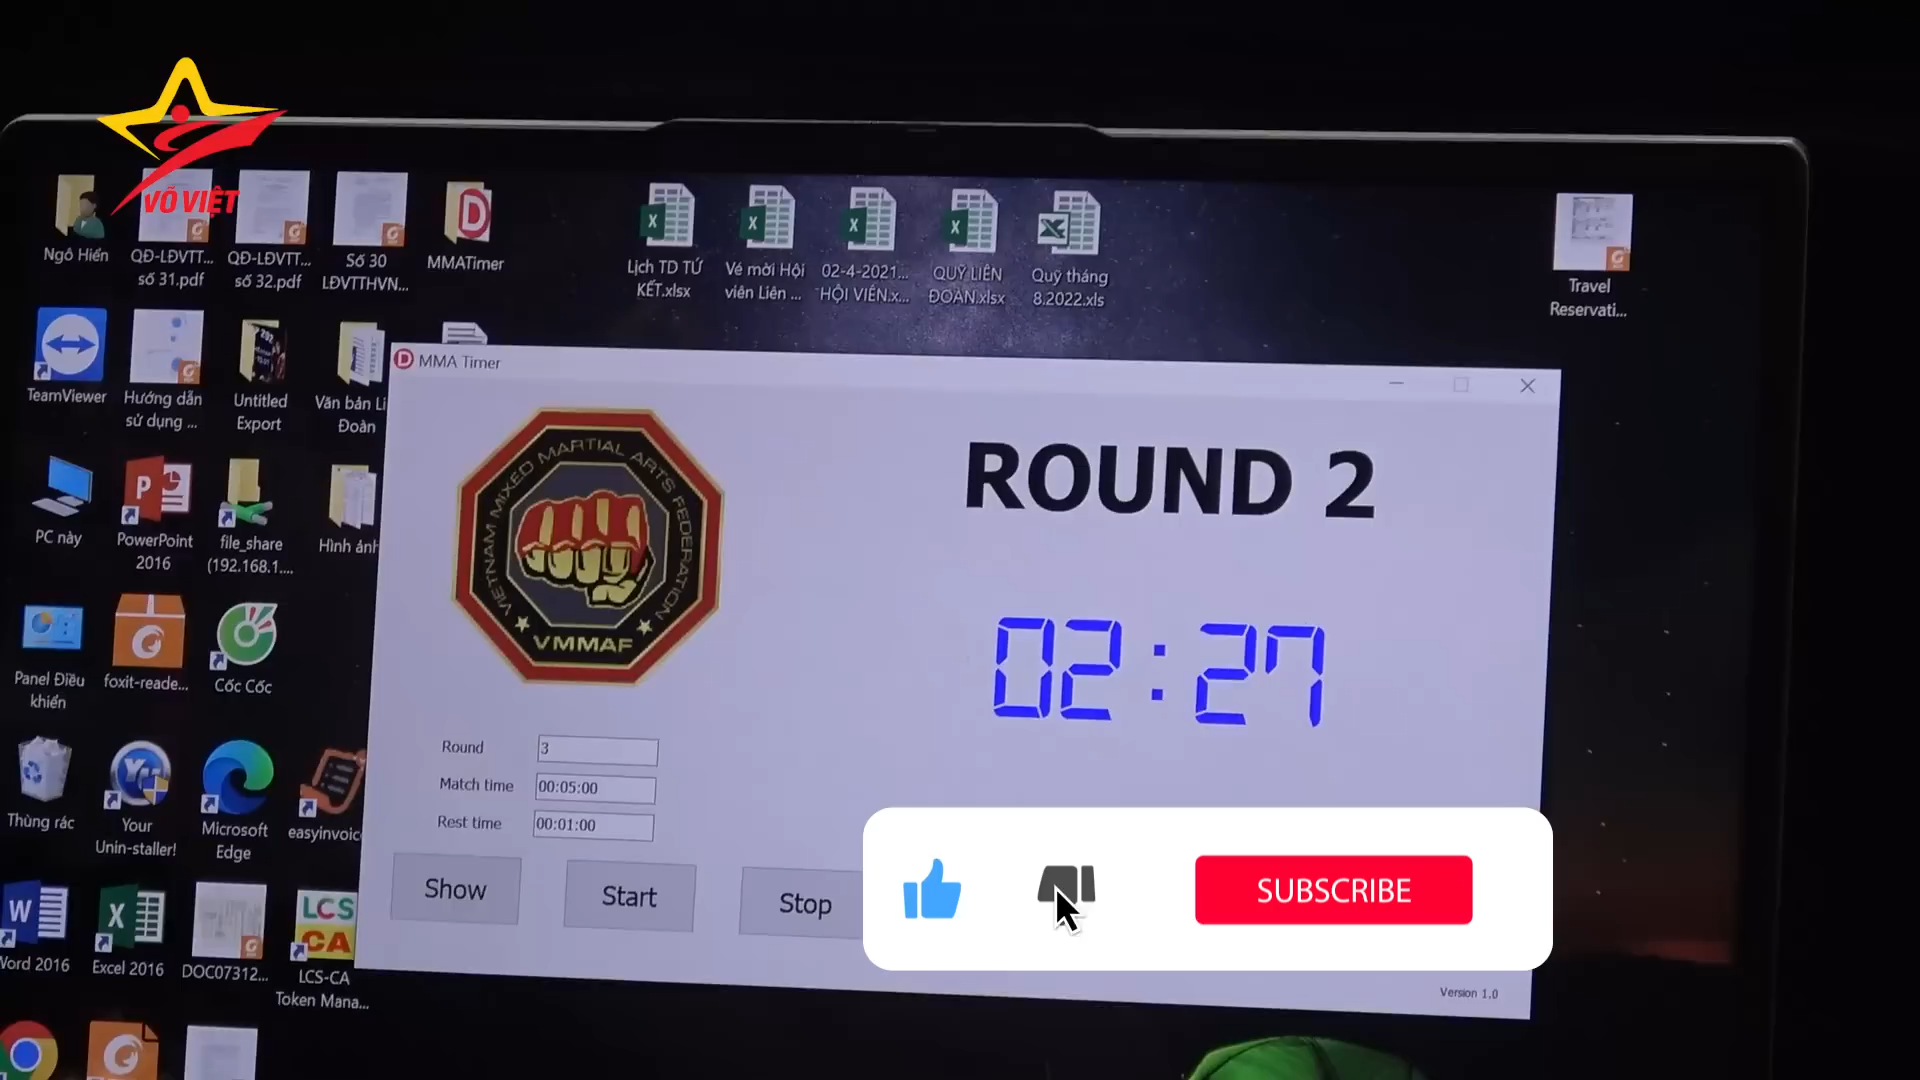 VÕ VIỆT
Ngô Hiển
QĐ-LĐVTT...
số 31.pdf
QĐ-LĐVTT...
số 32.pdf
Số 30
LĐVTTHVN...
MMATimer
Lịch TD TỨ
KẾT.xlsx
Vé mời Hội
viên Liên ...
02-4-2021...
HỘI VIÊN.x...
QUỸ LIÊN
ĐOÀN.xlsx
Quỹ tháng
8.2022.xls
Travel
Reservati...
TeamViewer
Hướng dẫn
sử dụng ...
Untitled
Export
Văn bản Li
Đoàn
PC này
PowerPoint
2016
file_share
(192.168.1....
Hình ảnh
Panel Điều
khiển
foxit-reade...
Cốc Cốc
Thùng rác
Your
Unin-staller!
Microsoft
Edge
easyinvoic
Word 2016
Excel 2016
DOC07312...
LCS
CA
LCS-CA
Token Mana...
MMA Timer
VIETNAM MIXED MARTIAL ARTS FEDERATION
VMMAF
ROUND 2
02:27
Round 3
Match time 00:05:00
Rest time 00:01:00
Show
Start
Stop
SUBSCRIBE
Version 1.0